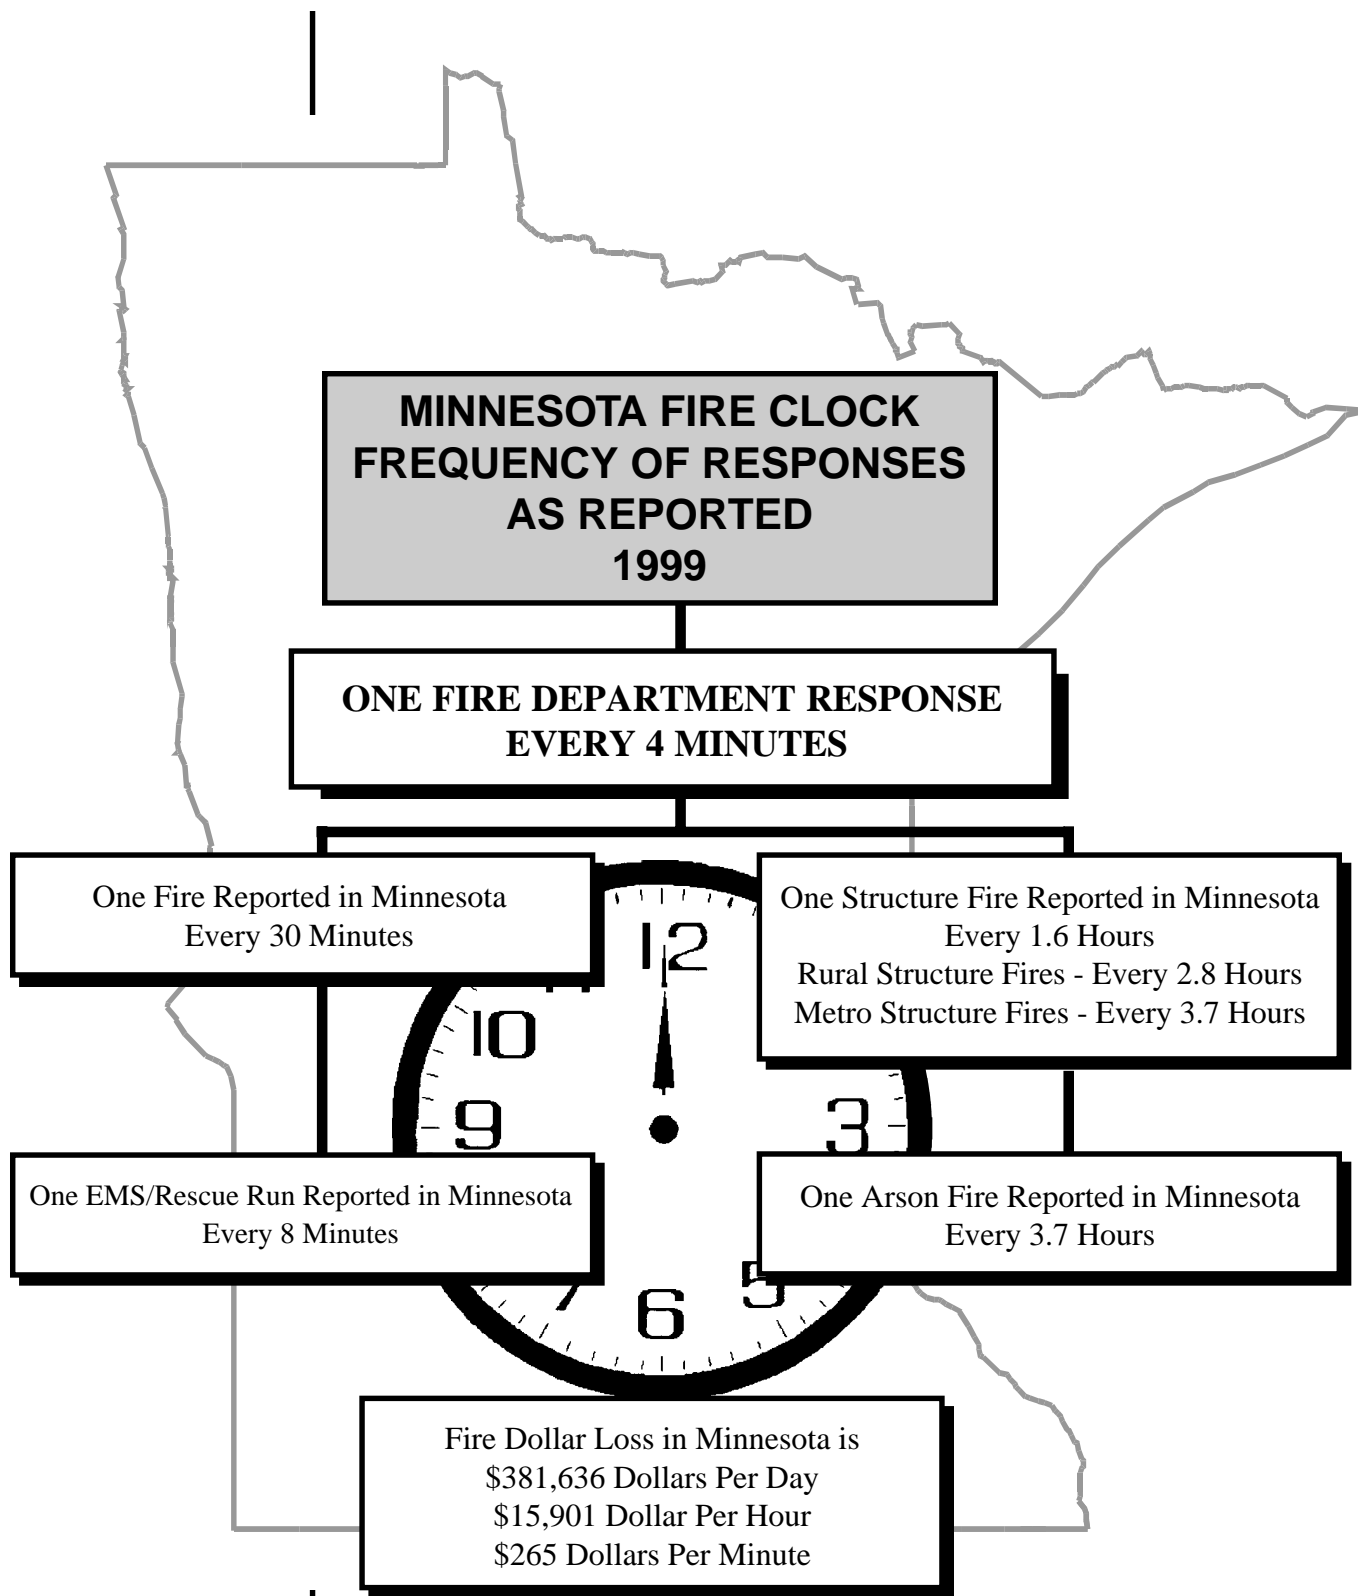 MINNESOTA FIRE CLOCK
FREQUENCY OF RESPONSES
AS REPORTED
1999
ONE FIRE DEPARTMENT RESPONSE
EVERY 4 MINUTES
One Fire Reported in Minnesota
Every 30 Minutes
One Structure Fire Reported in Minnesota
Every 1.6 Hours
Rural Structure Fires - Every 2.8 Hours
Metro Structure Fires - Every 3.7 Hours
12
10
9
3
One EMS/Rescue Run Reported in Minnesota
Every 8 Minutes
One Arson Fire Reported in Minnesota
Every 3.7 Hours
5
6
Fire Dollar Loss in Minnesota is
$381,636 Dollars Per Day
$15,901 Dollar Per Hour
$265 Dollars Per Minute